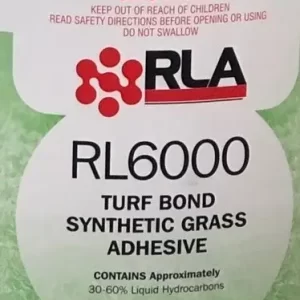 KEEP OUT OF REACH OF CHILDREN
READ SAFETY DIRECTIONS BEFORE OPENING OR USING
DO NOT SWALLOW
RLA
RL6000
TURF BOND
SYNTHETIC GRASS
ADHESIVE
CONTAINS Approximately
30-60% Liquid Hydrocarbons